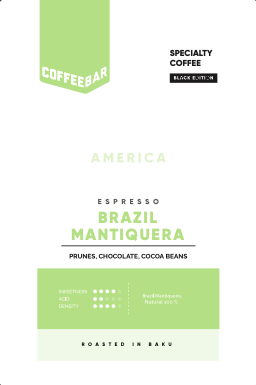 COFFEEBAR
SPECIALTY
COFFEE
BLACK EDITION
AMERICA
ESPRESSO
BRAZIL
MANTIQUERA
PRUNES, CHOCOLATE, COCOA BEANS
SWEETNESS
ACID
DENSITY
Brazil Mantiquera
Natural
ROASTED IN BAKU